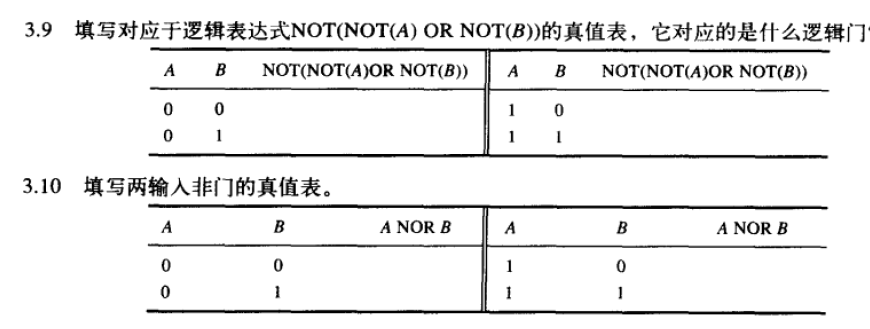 3.9 填写对应于逻辑表达式NOT(NOT(A) OR NOT(B))的真值表，它对应的是什么逻辑门
A B NOT(NOT(A)OR NOT(B)) A B NOT(NOT(A)OR NOT(B))
0 0 1 0
0 1 1 1
3.10 填写两输入非门的真值表。
A B A NOR B A B A NOR B
0 0 1 0
0 1 1 1